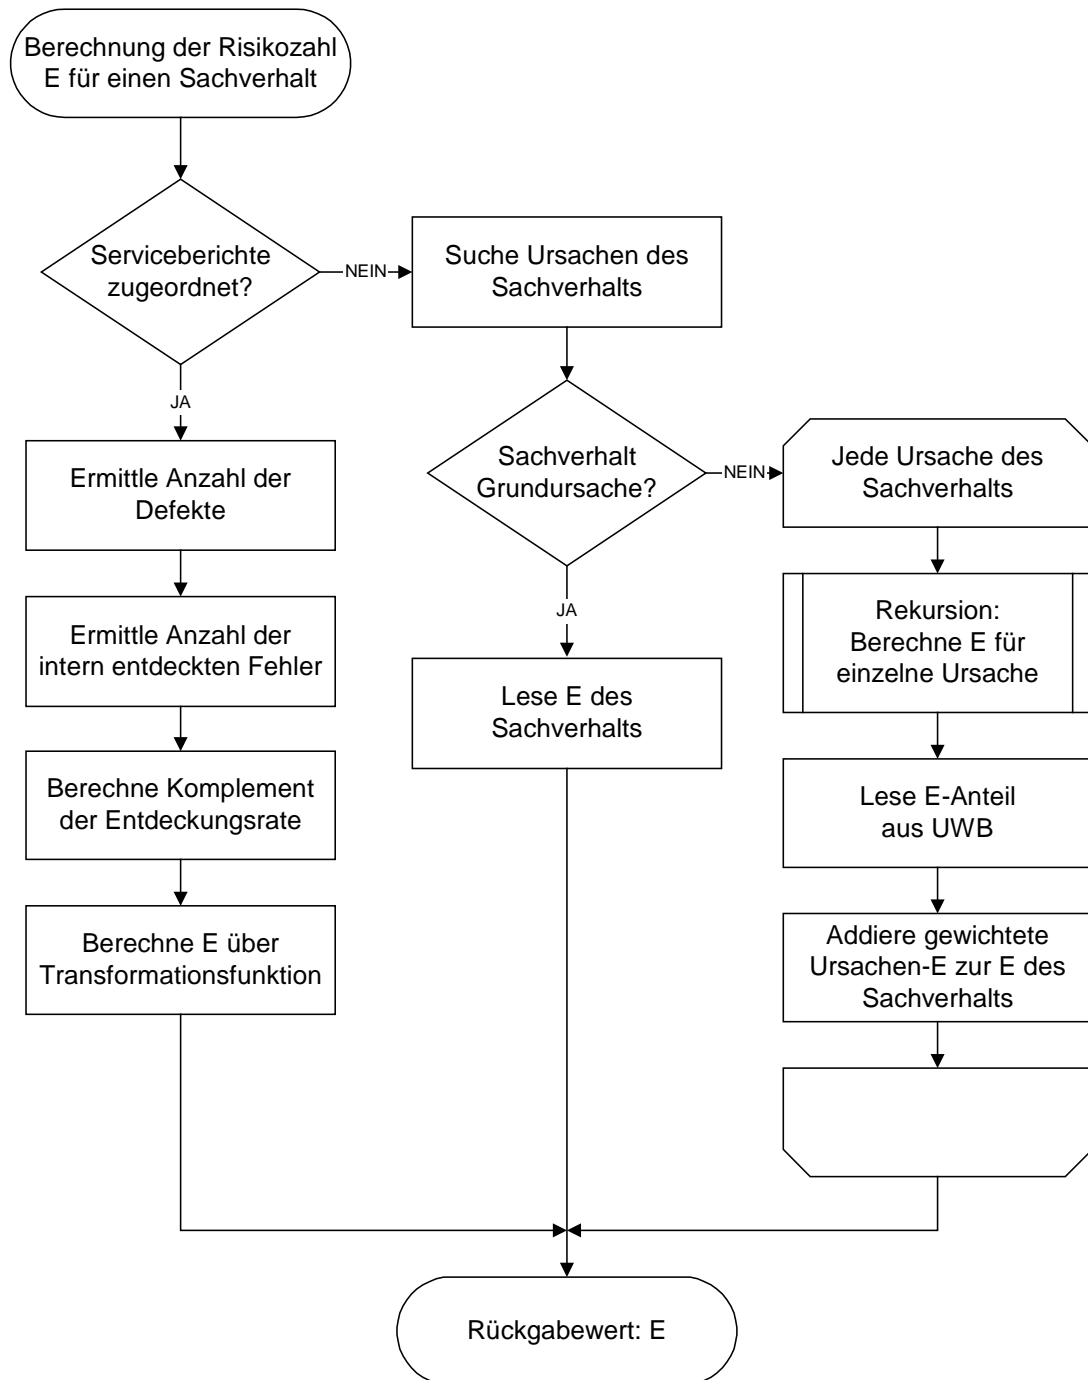 Berechnung der Risikozahl
E für einen Sachverhalt
Serviceberichte
zugeordnet?
NEIN
Suche Ursachen des
Sachverhalts
JA
Ermittle Anzahl der
Defekte
Sachverhalt
Grundursache?
NEIN
Jede Ursache des
Sachverhalts
Ermittle Anzahl der
intern entdeckten Fehler
JA
Rekursion:
Berechne E für
einzelne Ursache
Lese E des
Sachverhalts
Berechne Komplement
der Entdeckungsrate
Lese E-Anteil
aus UWB
Berechne E über
Transformationsfunktion
Addiere gewichtete
Ursachen-E zur E des
Sachverhalts
Rückgabewert: E